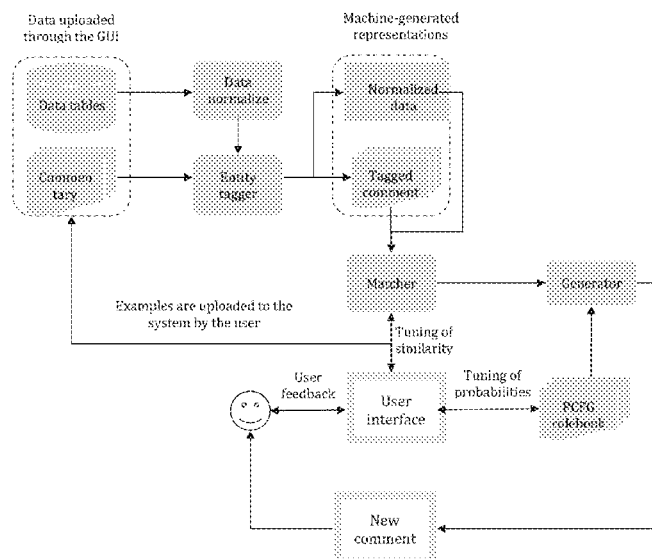 Data uploaded
through the GUI
Machine-generated
representations
Data
normalize
Normalized
data
Data tables
Commen
tary
Entity
tagger
Tagged
comment
Matcher
Generator
Examples are uploaded to the
system by the user
Tuning of
similarity
User
feedback
Tuning of
probabilities
User
interface
PCFG
rulebook
New
comment